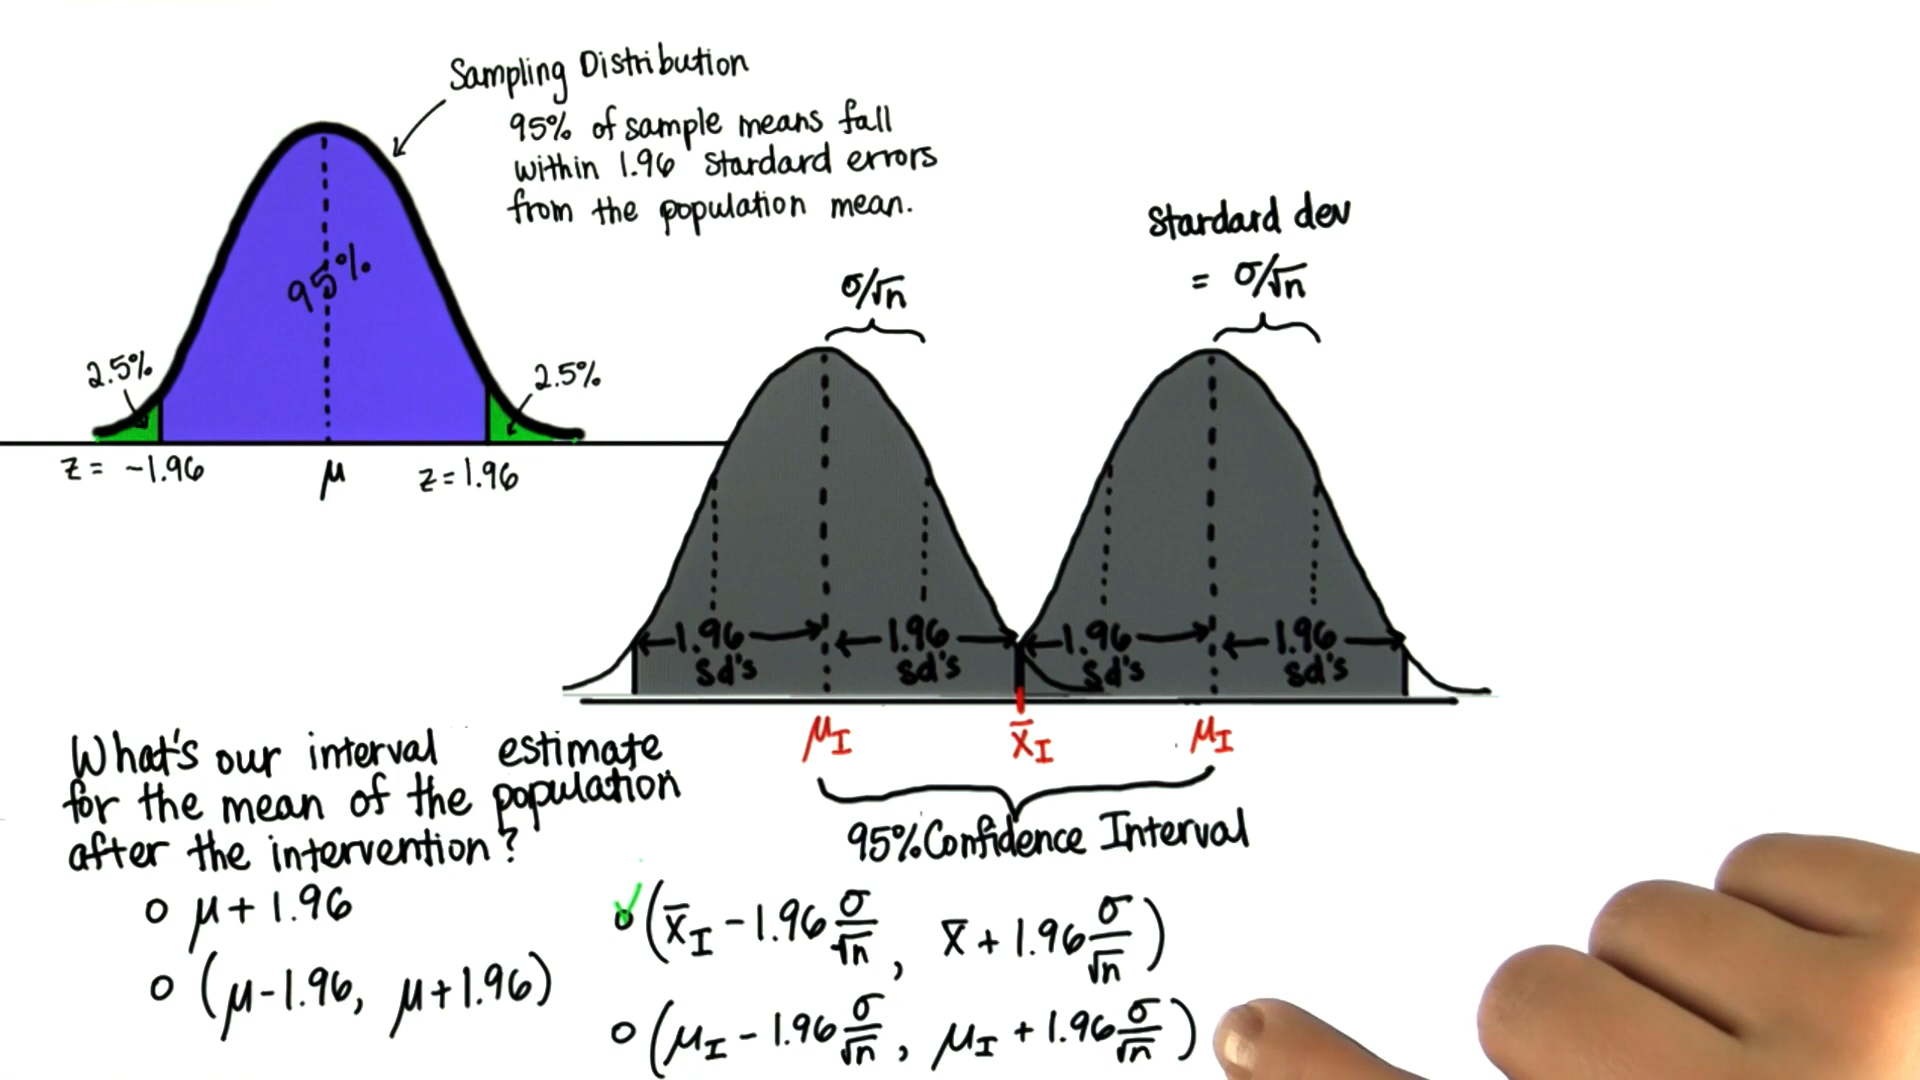 Sampling Distribution
95% of sample means fall
within 1.96 Stardard errors
from the population mean.
95%
2.5%
2.5%
z = -1.96
μ
z = 1.96
σ/√n
Stardard dev
= σ/√n
1.96
sd's
1.96
sd's
1.96
sd's
1.96
sd's
μI
x̄I
μI
95% Confidence Interval
What's our interval estimate
for the mean of the population
after the intervention?
○ μ + 1.96
○ (μ-1.96, μ+1.96)
✓○ (x̄I - 1.96 σ/√n, x̄ + 1.96 σ/√n)
○ (μI - 1.96 σ/√n, μI + 1.96 σ/√n)